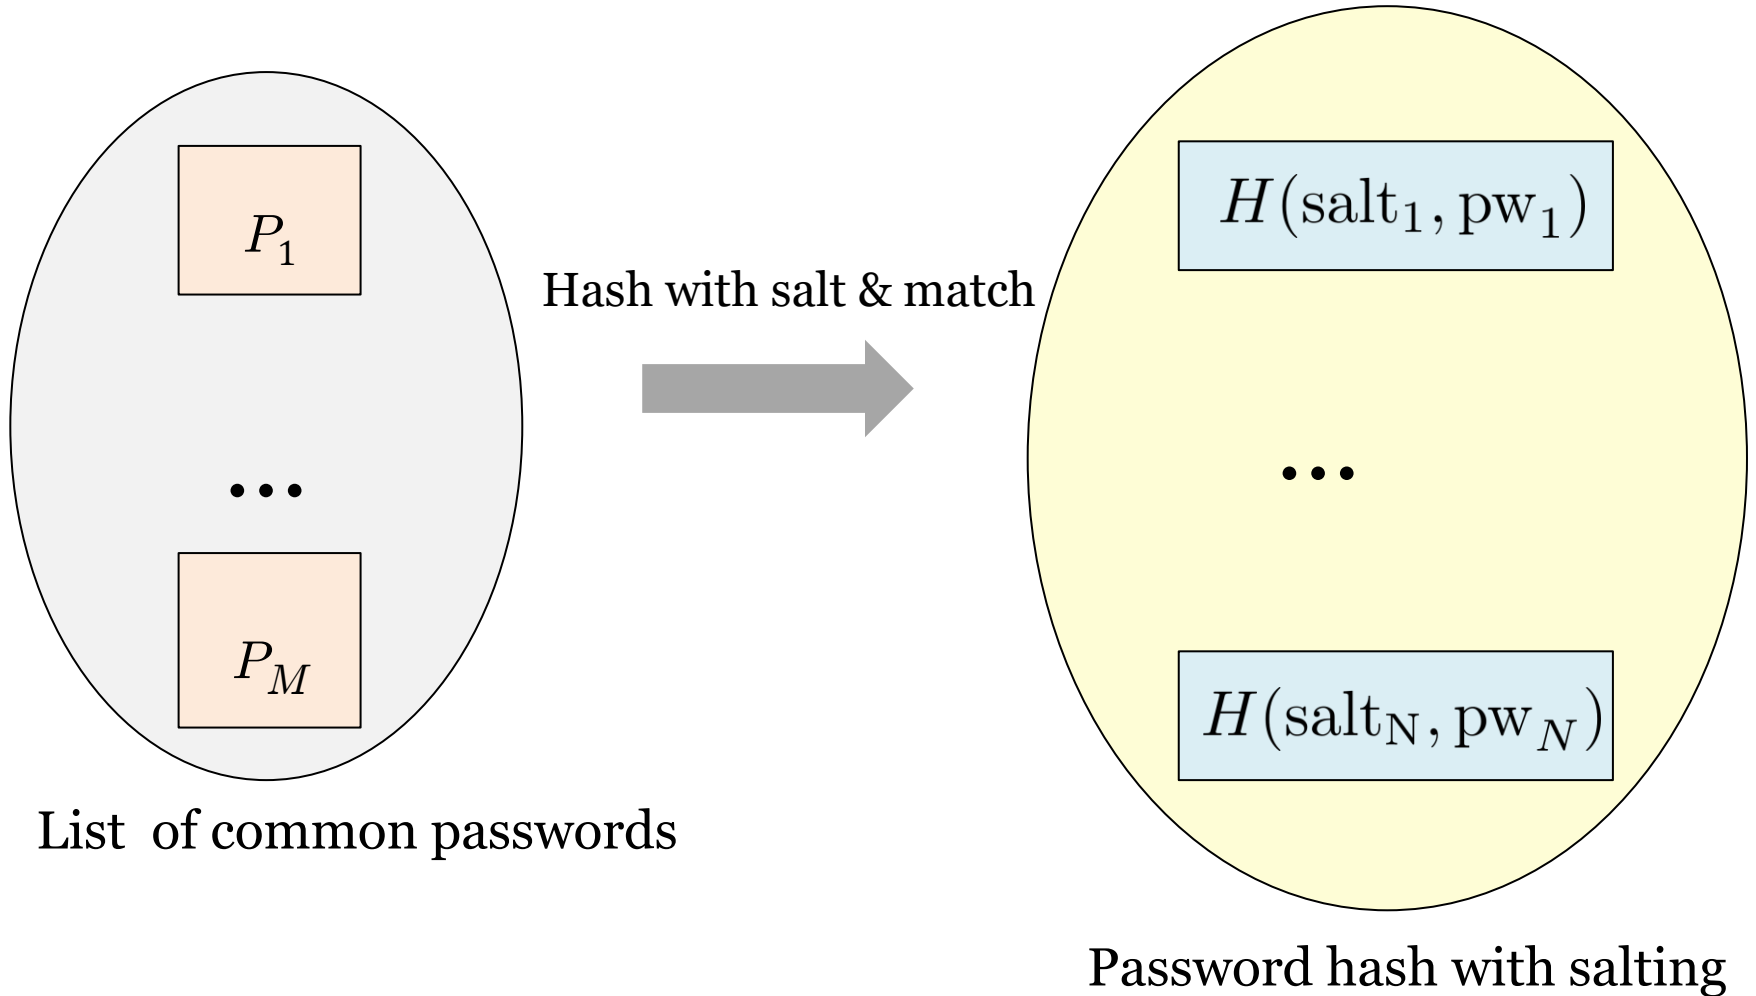 P₁
...
P_M
List of common passwords
Hash with salt & match
H(salt₁, pw₁)
...
H(salt_N, pw_N)
Password hash with salting